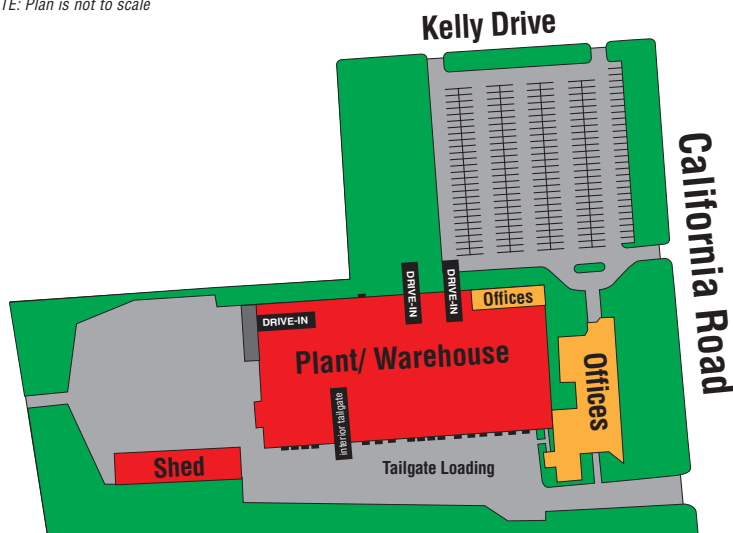 TE: Plan is not to scale
Kelly Drive
California Road
DRIVE-IN
DRIVE-IN
Offices
DRIVE-IN
Plant/ Warehouse
Offices
interior tailgate
Shed
Tailgate Loading